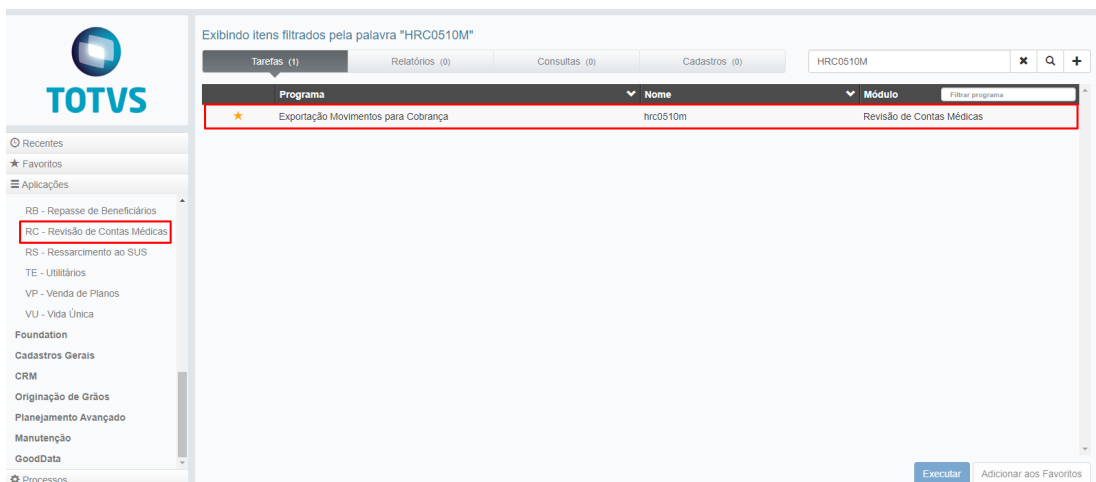 TOTVS
Recentes
Favoritos
Aplicações
RB - Repasse de Beneficiários
RC - Revisão de Contas Médicas
RS - Ressarcimento ao SUS
TE - Utilitários
VP - Venda de Planos
VU - Vida Única
Foundation
Cadastros Gerais
CRM
Originação de Grãos
Planejamento Avançado
Manutenção
GoodData
Processos
Exibindo itens filtrados pela palavra "HRC0510M"
Tarefas (1) Relatórios (0) Consultas (0) Cadastros (0) HRC0510M
Programa Nome Módulo Filtrar programa
Exportação Movimentos para Cobrança hrc0510m Revisão de Contas Médicas
Executar Adicionar aos Favoritos